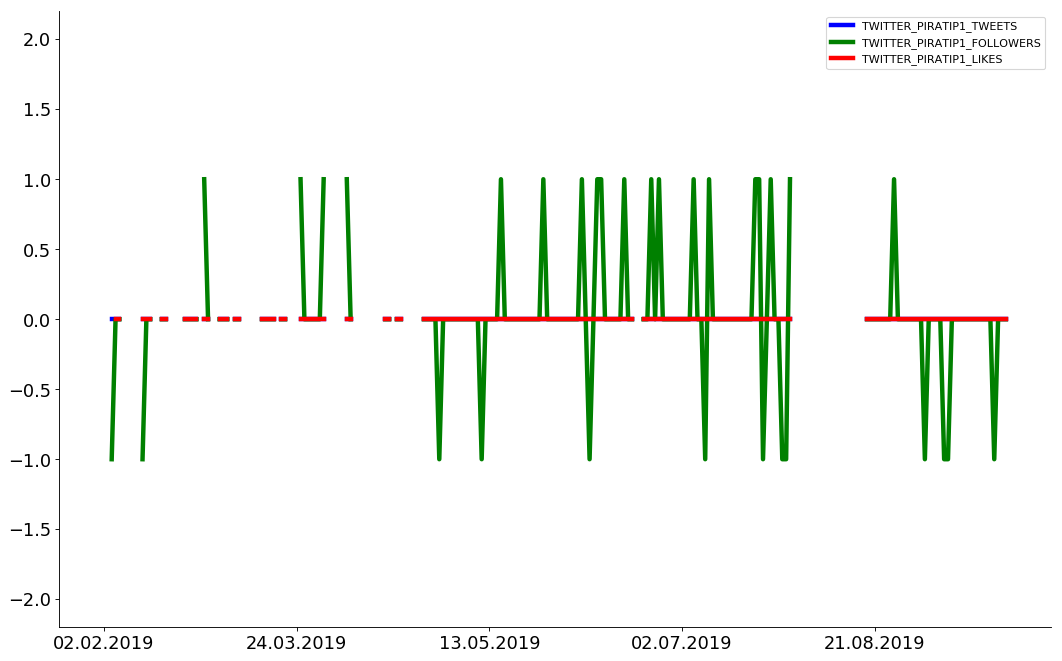 TWITTER_PIRATIP1_TWEETS
TWITTER_PIRATIP1_FOLLOWERS
TWITTER_PIRATIP1_LIKES
2.0
1.5
1.0
0.5
0.0
−0.5
−1.0
−1.5
−2.0
02.02.2019 24.03.2019 13.05.2019 02.07.2019 21.08.2019